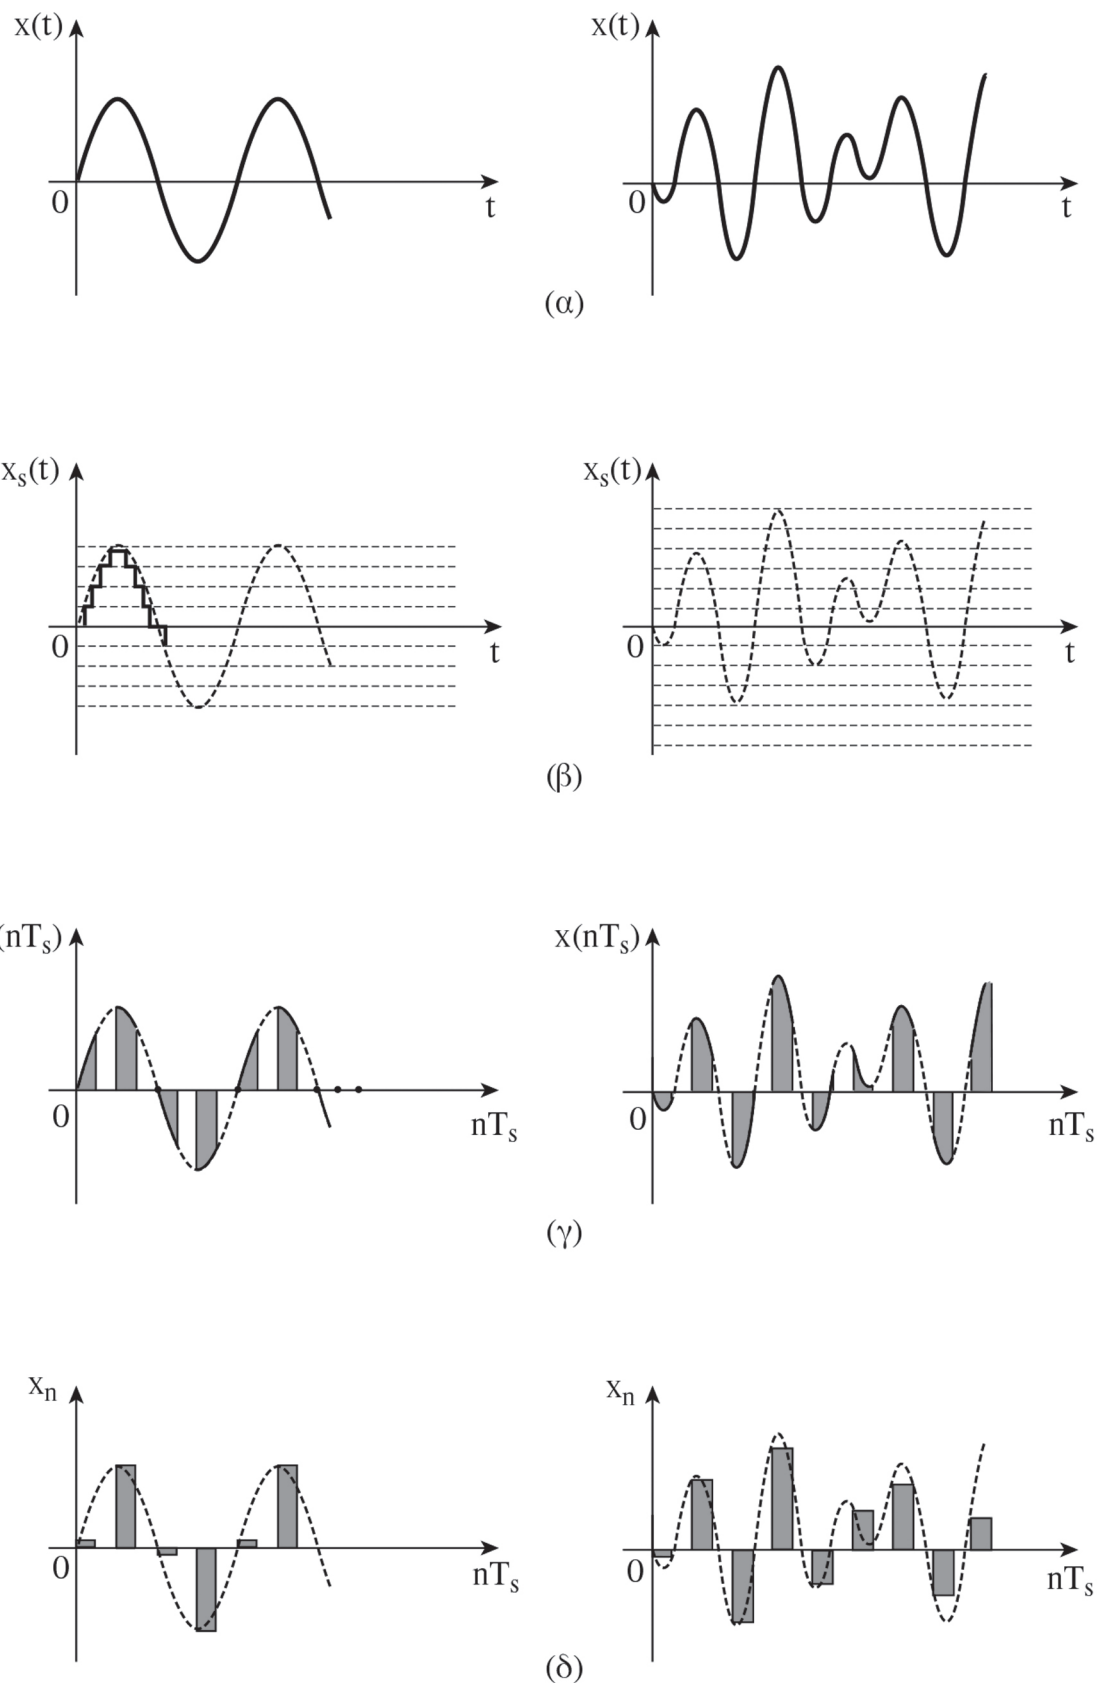 x(t) x(t)
0 t 0 t
(α)
xₛ(t) xₛ(t)
0 t 0 t
(β)
(nTₛ) x(nTₛ)
0 nTₛ 0 nTₛ
(γ)
xₙ xₙ
0 nTₛ 0 nTₛ
(δ)